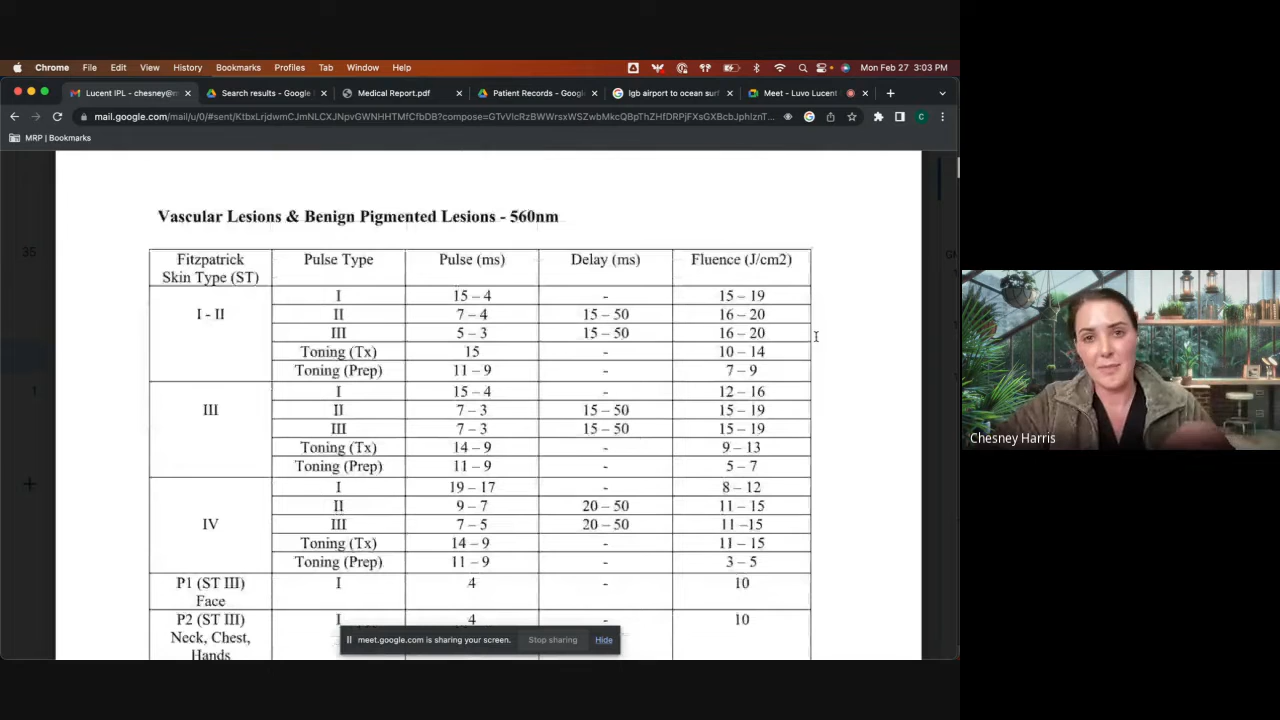 Chrome File Edit View History Bookmarks Profiles Tab Window Help Mon Feb 27 3:03 PM
Lucent IPL - chesney@m Search results - Google Medical Report.pdf Patient Records - Google lgb airport to ocean surf Meet - Luvo Lucent
MRP | Bookmarks
Vascular Lesions & Benign Pigmented Lesions - 560nm
Fitzpatrick Skin Type (ST) Pulse Type Pulse (ms) Delay (ms) Fluence (J/cm2)
I - II I 15 – 4 - 15 – 19
II 7 – 4 15 – 50 16 – 20
III 5 – 3 15 – 50 16 – 20
Toning (Tx) 15 - 10 – 14
Toning (Prep) 11 – 9 - 7 – 9
III I 15 – 4 - 12 – 16
II 7 – 3 15 – 50 15 – 19
III 7 – 3 15 – 50 15 – 19
Toning (Tx) 14 – 9 - 9 – 13
Toning (Prep) 11 – 9 - 5 – 7
IV I 19 – 17 - 8 – 12
II 9 – 7 20 – 50 11 – 15
III 7 – 5 20 – 50 11 –15
Toning (Tx) 14 – 9 - 11 – 15
Toning (Prep) 11 – 9 - 3 – 5
P1 (ST III) Face I 4 - 10
P2 (ST III) Neck, Chest, Hands I 4 - 10
meet.google.com is sharing your screen. Stop sharing Hide
35
1
Chesney Harris